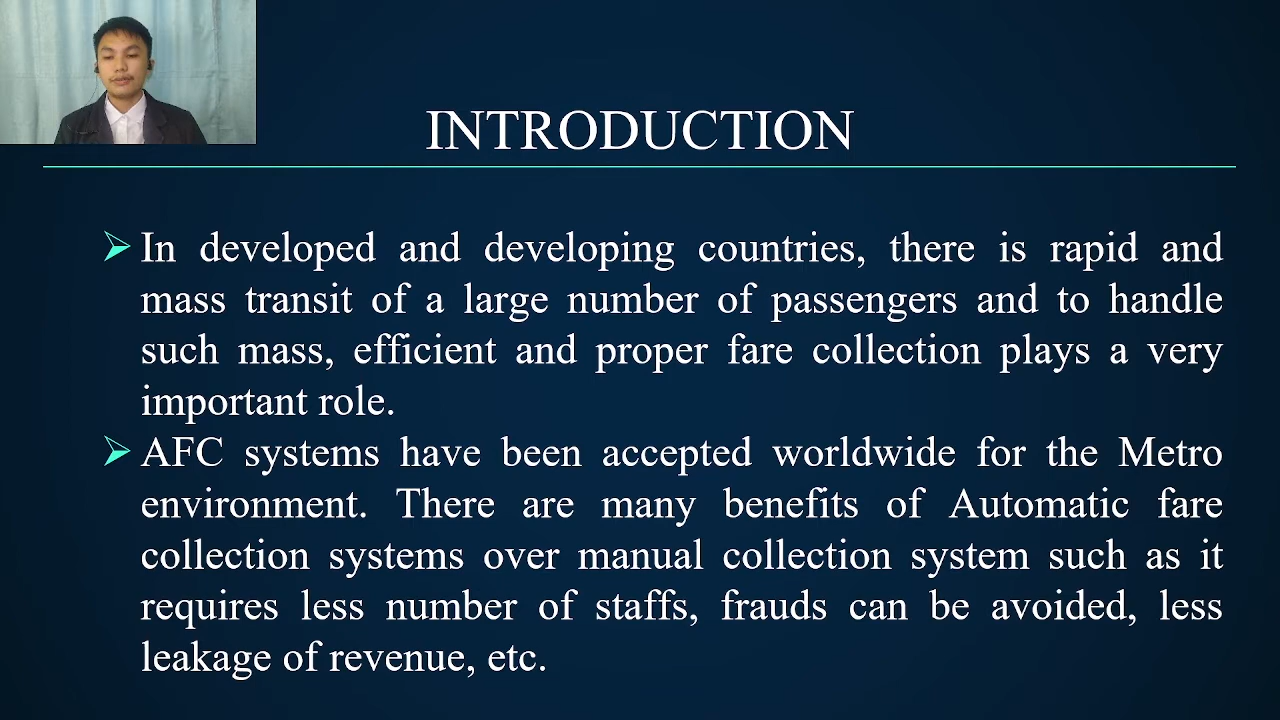 INTRODUCTION
In developed and developing countries, there is rapid and
mass transit of a large number of passengers and to handle
such mass, efficient and proper fare collection plays a very
important role.
AFC systems have been accepted worldwide for the Metro
environment. There are many benefits of Automatic fare
collection systems over manual collection system such as it
requires less number of staffs, frauds can be avoided, less
leakage of revenue, etc.